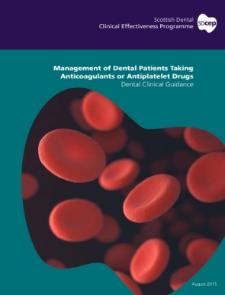 Scottish Dental
Clinical Effectiveness Programme
sdcep
Management of Dental Patients Taking
Anticoagulants or Antiplatelet Drugs
Dental Clinical Guidance
August 2015